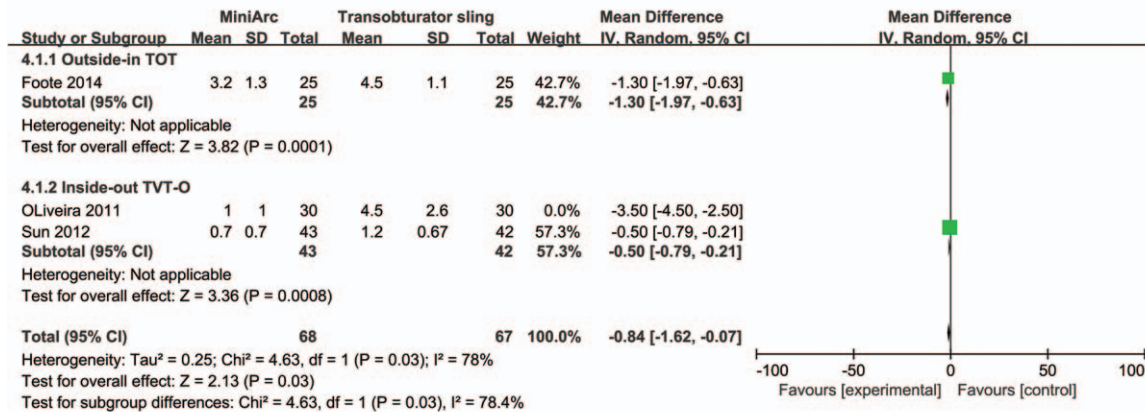 MiniArc Transobturator sling Mean Difference Mean Difference
Study or Subgroup Mean SD Total Mean SD Total Weight IV, Random, 95% CI IV, Random, 95% CI
4.1.1 Outside-in TOT
Foote 2014 3.2 1.3 25 4.5 1.1 25 42.7% -1.30 [-1.97, -0.63]
Subtotal (95% CI) 25 25 42.7% -1.30 [-1.97, -0.63]
Heterogeneity: Not applicable
Test for overall effect: Z = 3.82 (P = 0.0001)
4.1.2 Inside-out TVT-O
OLiveira 2011 1 1 30 4.5 2.6 30 0.0% -3.50 [-4.50, -2.50]
Sun 2012 0.7 0.7 43 1.2 0.67 42 57.3% -0.50 [-0.79, -0.21]
Subtotal (95% CI) 43 42 57.3% -0.50 [-0.79, -0.21]
Heterogeneity: Not applicable
Test for overall effect: Z = 3.36 (P = 0.0008)
Total (95% CI) 68 67 100.0% -0.84 [-1.62, -0.07]
Heterogeneity: Tau² = 0.25; Chi² = 4.63, df = 1 (P = 0.03); I² = 78%
Test for overall effect: Z = 2.13 (P = 0.03)
Test for subgroup differences: Chi² = 4.63, df = 1 (P = 0.03), I² = 78.4%
-100 -50 0 50 100
Favours [experimental] Favours [control]